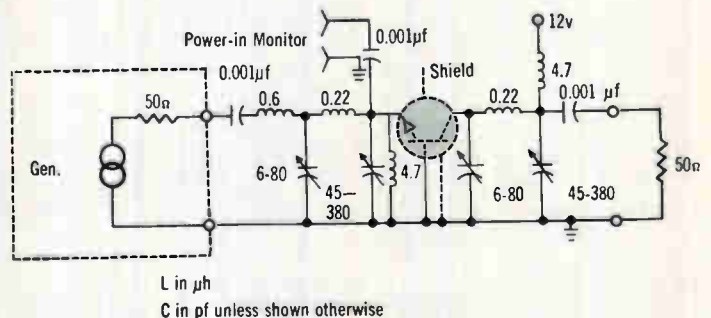 12v
Power-in Monitor
0.001μf
4.7
Shield
0.001μf
0.001 μf
50Ω
0.6
0.22
0.22
Gen.
6-80
45—
380
4.7
6-80
45-380
50Ω
L in μh
C in pf unless shown otherwise